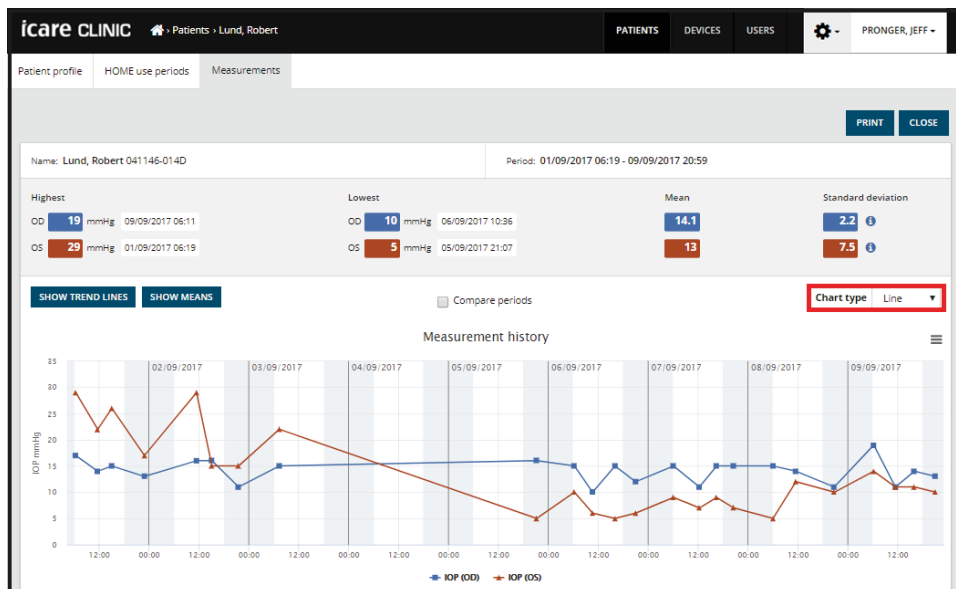 icare CLINIC › Patients › Lund, Robert PATIENTS DEVICES USERS PRONGER, JEFF
Patient profile HOME use periods Measurements
PRINT CLOSE
Name: Lund, Robert 041146-014D Period: 01/09/2017 06:19 - 09/09/2017 20:59
Highest Lowest Mean Standard deviation
OD 19 mmHg 09/09/2017 06:11 OD 10 mmHg 06/09/2017 10:36 14.1 2.2
OS 29 mmHg 01/09/2017 06:19 OS 5 mmHg 05/09/2017 21:07 13 7.5
SHOW TREND LINES SHOW MEANS Compare periods Chart type Line
Measurement history
35
02/09/2017 03/09/2017 04/09/2017 05/09/2017 06/09/2017 07/09/2017 08/09/2017 09/09/2017
30
25
20
15
10
5
0
IOP mmHg
12:00 00:00 12:00 00:00 12:00 00:00 12:00 00:00 12:00 00:00 12:00 00:00 12:00 00:00 12:00 00:00 12:00
IOP (OD) IOP (OS)